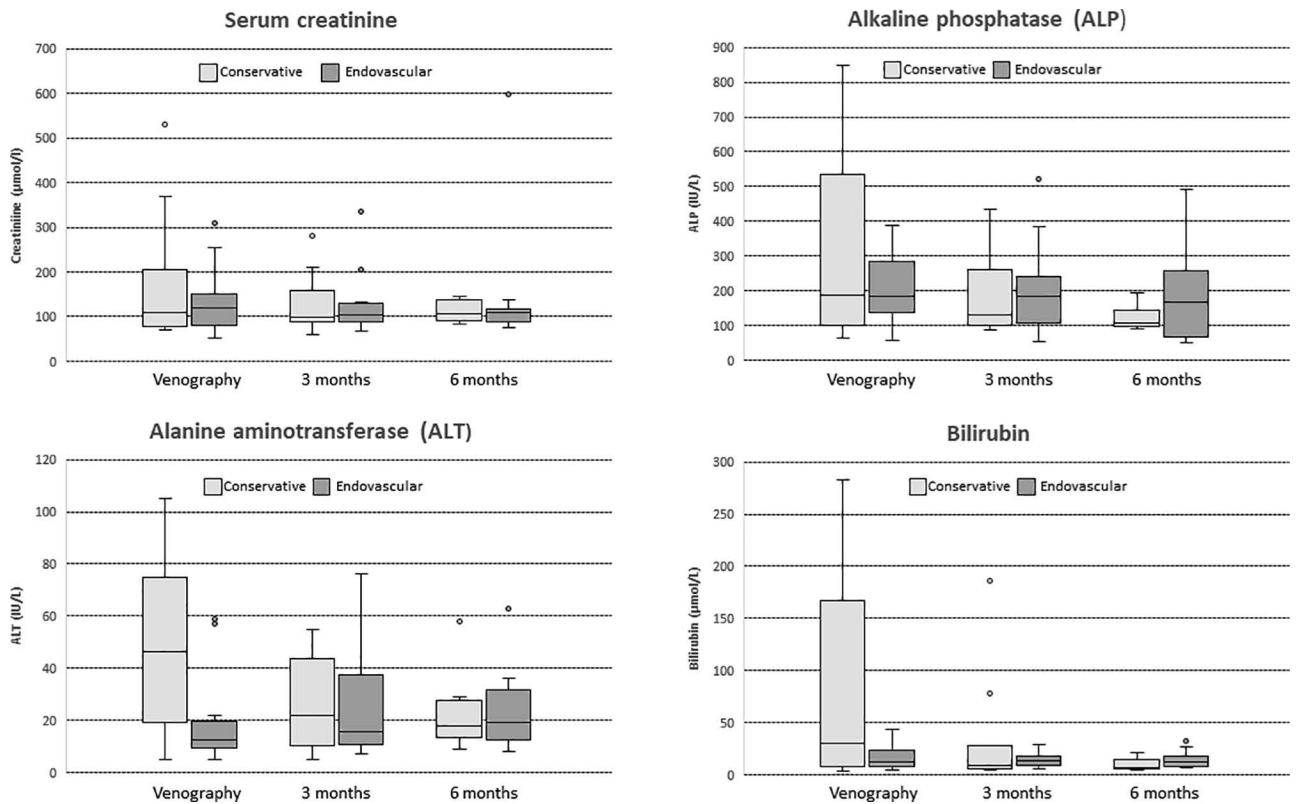 Serum creatinine
700
600
500
400
300
200
100
0
Creatiniine (µmol/l)
Conservative
Endovascular
Venography
3 months
6 months
Alkaline phosphatase (ALP)
900
800
700
600
500
400
300
200
100
0
ALP (IU/L)
Conservative
Endovascular
Venography
3 months
6 months
Alanine aminotransferase (ALT)
120
100
80
60
40
20
0
ALT (IU/L)
Conservative
Endovascular
Venography
3 months
6 months
Bilirubin
300
250
200
150
100
50
0
Bilirubin (µmol/L)
Conservative
Endovascular
Venography
3 months
6 months